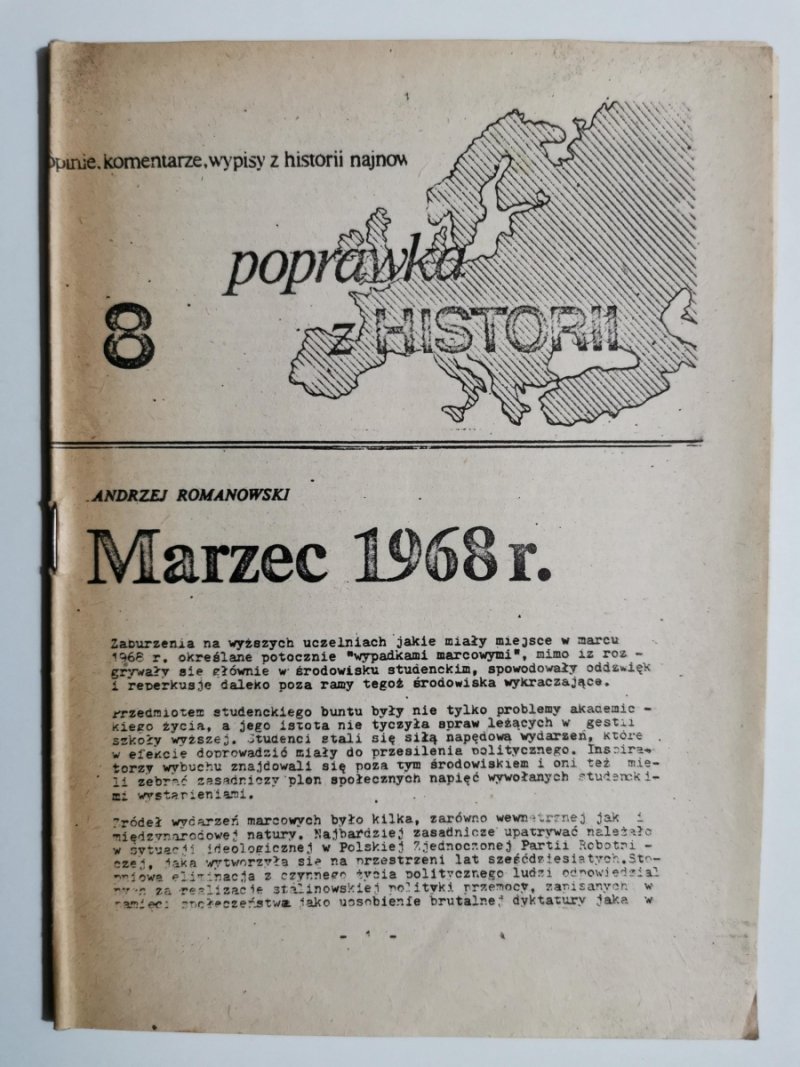 opinie, komentarze, wypisy z historii najnow
poprawka
8
z HISTORII
ANDRZEJ ROMANOWSKI
Marzec 1968 r.
Zaburzenia na wyższych uczelniach jakie miały miejsce w marcu
1968 r. określane potocznie "wypadkami marcowymi", mimo iż roz -
grywały się głównie w środowisku studenckim, spowodowały oddźwięk
i reperkusje daleko poza ramy tegoż środowiska wykraczające.
Przedmiotem studenckiego buntu były nie tylko problemy akademic -
kiego życia, a jego istota nie tyczyła spraw leżących w gestii
szkoły wyższej. Studenci stali się siłą napędową wydarzeń, które
w efekcie doprowadzić miały do przesilenia politycznego. Inspira-
torzy wybuchu znajdowali się poza tym środowiskiem i oni też mie-
li zebrać zasadniczy plon społecznych napięć wywołanych studencki-
mi wystąpieniami.
Źródeł wydarzeń marcowych było kilka, zarówno wewnętrznej jak i
międzynarodowej natury. Najbardziej zasadnicze upatrywać należało
w sytuacji ideologicznej w Polskiej Zjednoczonej Partii Robotni -
czej, jaka wytworzyła się na przestrzeni lat sześćdziesiątych. Sto-
pniowa eliminacja z czynnego życia politycznego ludzi odpowiedzial
nych za realizację stalinowskiej polityki przemocy, zapisanych w
pamięci społeczeństwa jako uosobienie brutalnej dyktatury jaka w
- 1 -